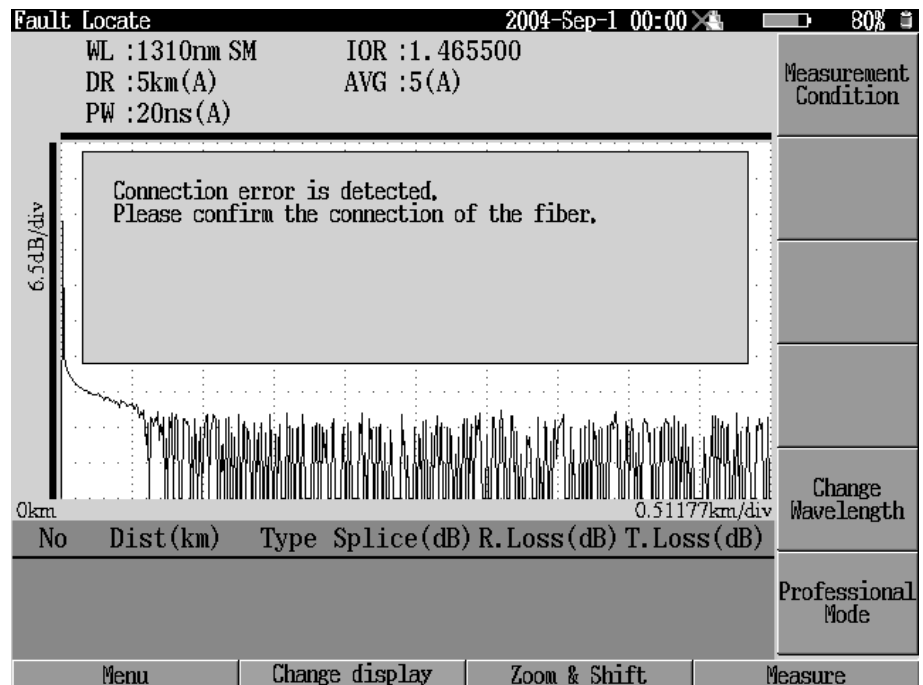 Fault Locate 2004-Sep-1 00:00 80%
WL :1310nm SM IOR :1.465500
DR :5km(A) AVG :5(A)
PW :20ns(A)
Measurement
Condition
Connection error is detected.
Please confirm the connection of the fiber.
6.5dB/div
0km 0.51177km/div
Change
Wavelength
No Dist(km) Type Splice(dB) R.Loss(dB) T.Loss(dB)
Professional
Mode
Menu Change display Zoom & Shift Measure